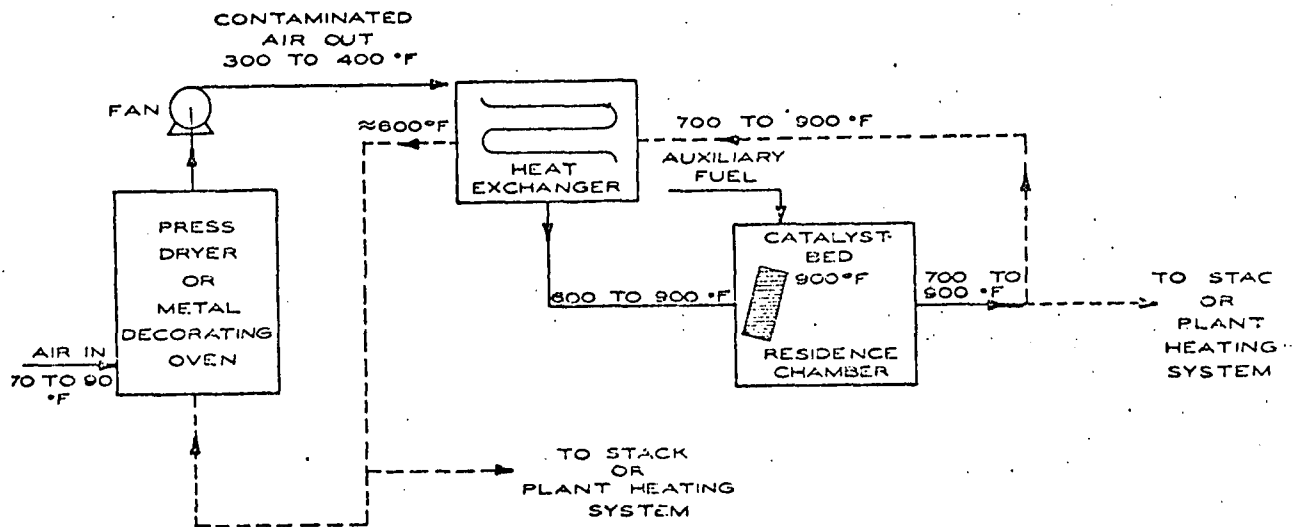 CONTAMINATED
AIR OUT
300 TO 400 °F
FAN
≈600°F
HEAT
EXCHANGER
700 TO 900 °F
AUXILIARY
FUEL
PRESS
DRYER
OR
METAL
DECORATING
OVEN
AIR IN
70 TO 90
°F
600 TO 900 °F
CATALYST
BED
900°F
RESIDENCE
CHAMBER
700 TO
900 °F
TO STAC
OR
PLANT
HEATING
SYSTEM
TO STACK
OR
PLANT HEATING
SYSTEM